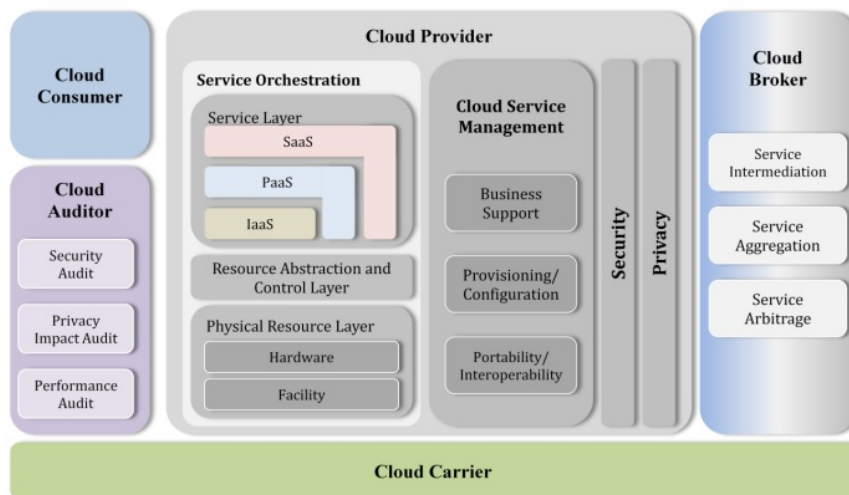 Cloud
Consumer
Cloud
Auditor
Security
Audit
Privacy
Impact Audit
Performance
Audit
Cloud Provider
Service Orchestration
Service Layer
SaaS
PaaS
IaaS
Resource Abstraction and
Control Layer
Physical Resource Layer
Hardware
Facility
Cloud Service
Management
Business
Support
Provisioning/
Configuration
Portability/
Interoperability
Security
Privacy
Cloud
Broker
Service
Intermediation
Service
Aggregation
Service
Arbitrage
Cloud Carrier